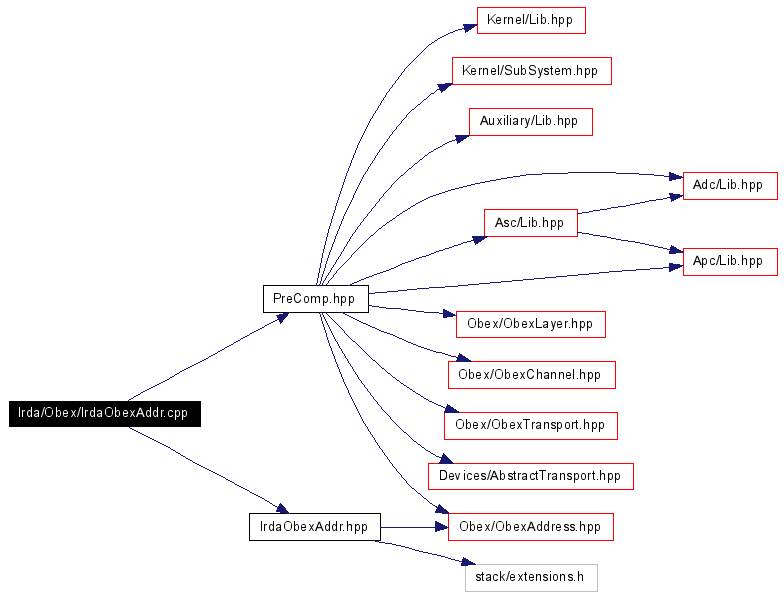 Kernel/Lib.hpp
Kernel/SubSystem.hpp
Auxiliary/Lib.hpp
Adc/Lib.hpp
Asc/Lib.hpp
Apc/Lib.hpp
PreComp.hpp
Obex/ObexLayer.hpp
Obex/ObexChannel.hpp
Irda/Obex/IrdaObexAddr.cpp
Obex/ObexTransport.hpp
Devices/AbstractTransport.hpp
IrdaObexAddr.hpp
Obex/ObexAddress.hpp
stack/extensions.h